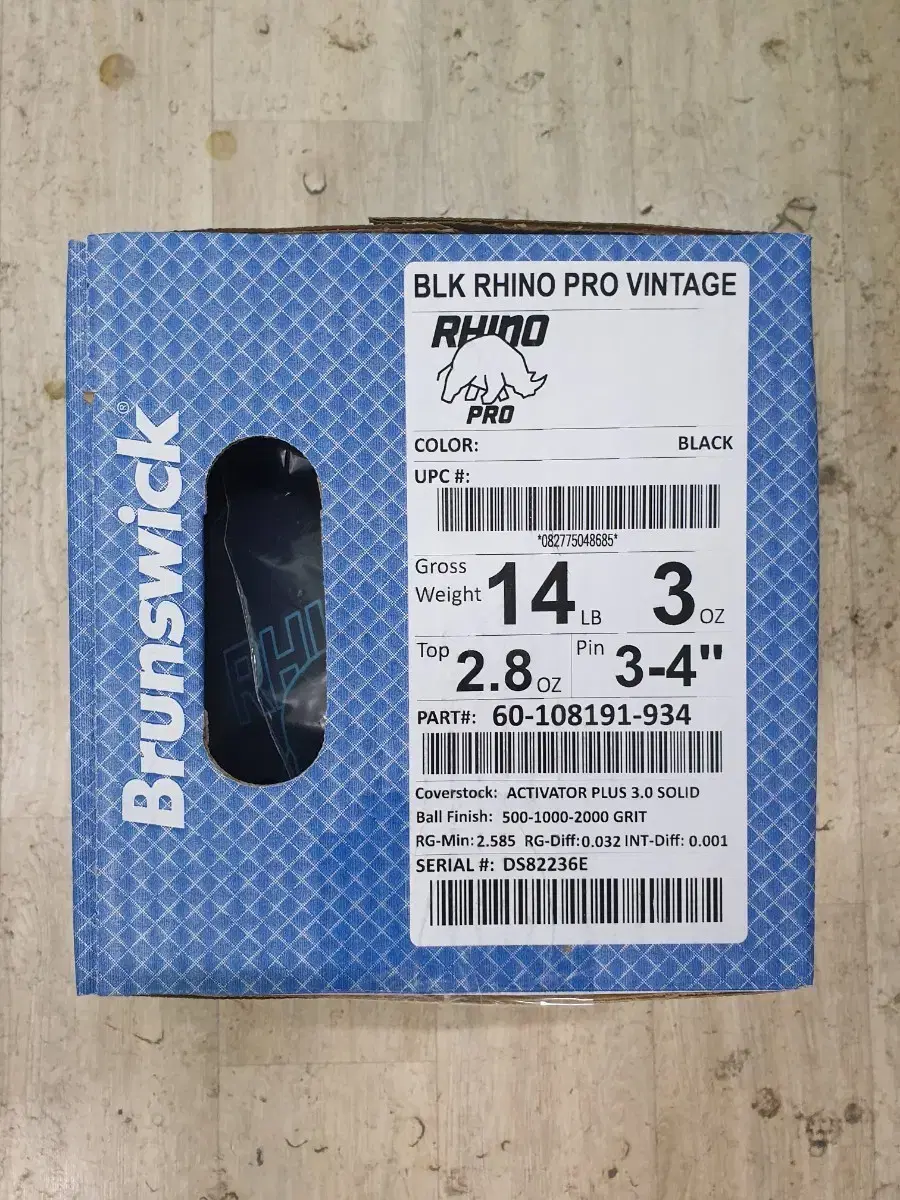 Brunswick®
RHI
BLK RHINO PRO VINTAGE
RHINO
PRO
COLOR: BLACK
UPC #:
*082775048685*
Gross Weight 14 LB 3 OZ
Top 2.8 OZ Pin 3-4"
PART#: 60-108191-934
Coverstock: ACTIVATOR PLUS 3.0 SOLID
Ball Finish: 500-1000-2000 GRIT
RG-Min: 2.585 RG-Diff: 0.032 INT-Diff: 0.001
SERIAL #: DS82236E